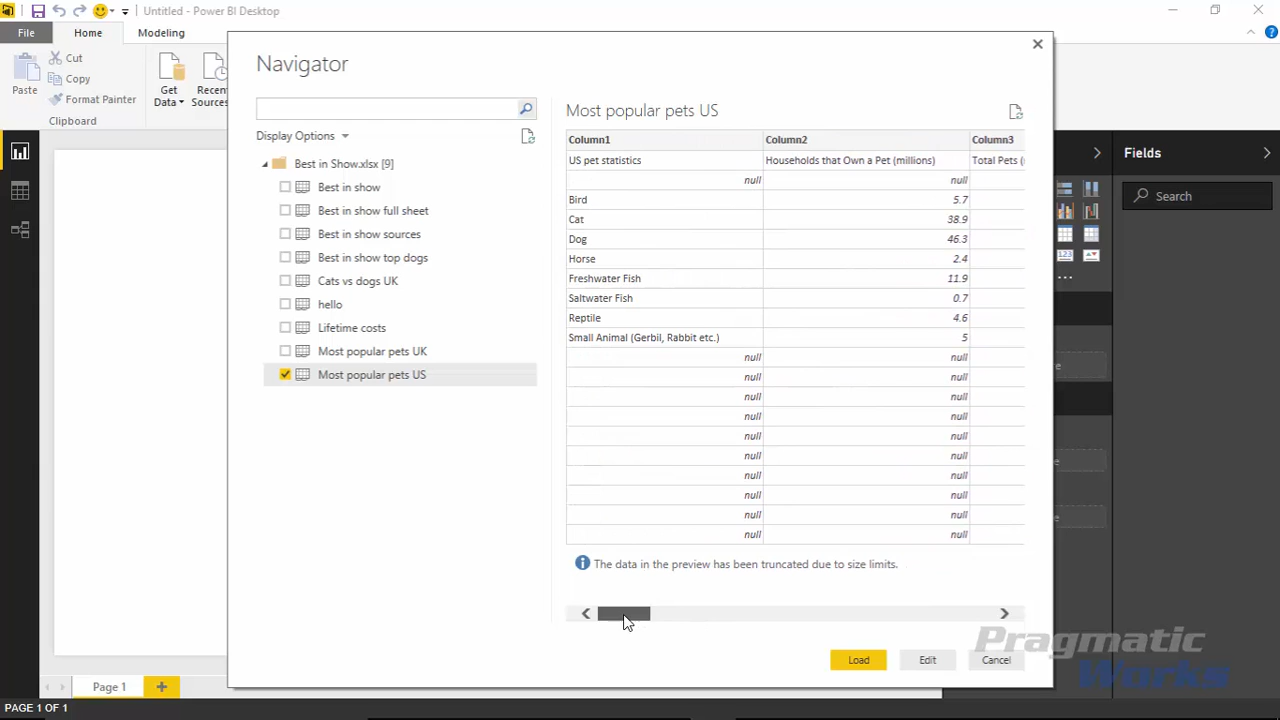 Untitled - Power BI Desktop
File
Home
Modeling
Paste
Cut
Copy
Format Painter
Clipboard
Get
Data
Recent
Sources
Navigator
Display Options
Best in Show.xlsx [9]
Best in show
Best in show full sheet
Best in show sources
Best in show top dogs
Cats vs dogs UK
hello
Lifetime costs
Most popular pets UK
Most popular pets US
Most popular pets US
Column1 Column2 Column3
US pet statistics Households that Own a Pet (millions) Total Pets (
null null
Bird 5.7
Cat 38.9
Dog 46.3
Horse 2.4
Freshwater Fish 11.9
Saltwater Fish 0.7
Reptile 4.6
Small Animal (Gerbil, Rabbit etc.) 5
null null
null null
null null
null null
null null
null null
null null
null null
null null
null null
The data in the preview has been truncated due to size limits.
Load
Edit
Cancel
Fields
Search
123
Pragmatic
Works
Page 1
PAGE 1 OF 1